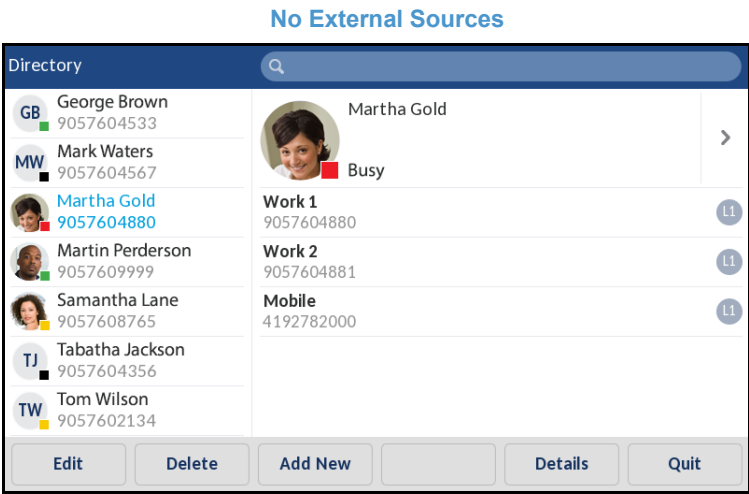 No External Sources
Directory
GB
George Brown
9057604533
MW
Mark Waters
9057604567
Martha Gold
9057604880
Martin Perderson
9057609999
Samantha Lane
9057608765
TJ
Tabatha Jackson
9057604356
TW
Tom Wilson
9057602134
Martha Gold
Busy
Work 1
9057604880
L1
Work 2
9057604881
L1
Mobile
4192782000
L1
Edit
Delete
Add New
Details
Quit